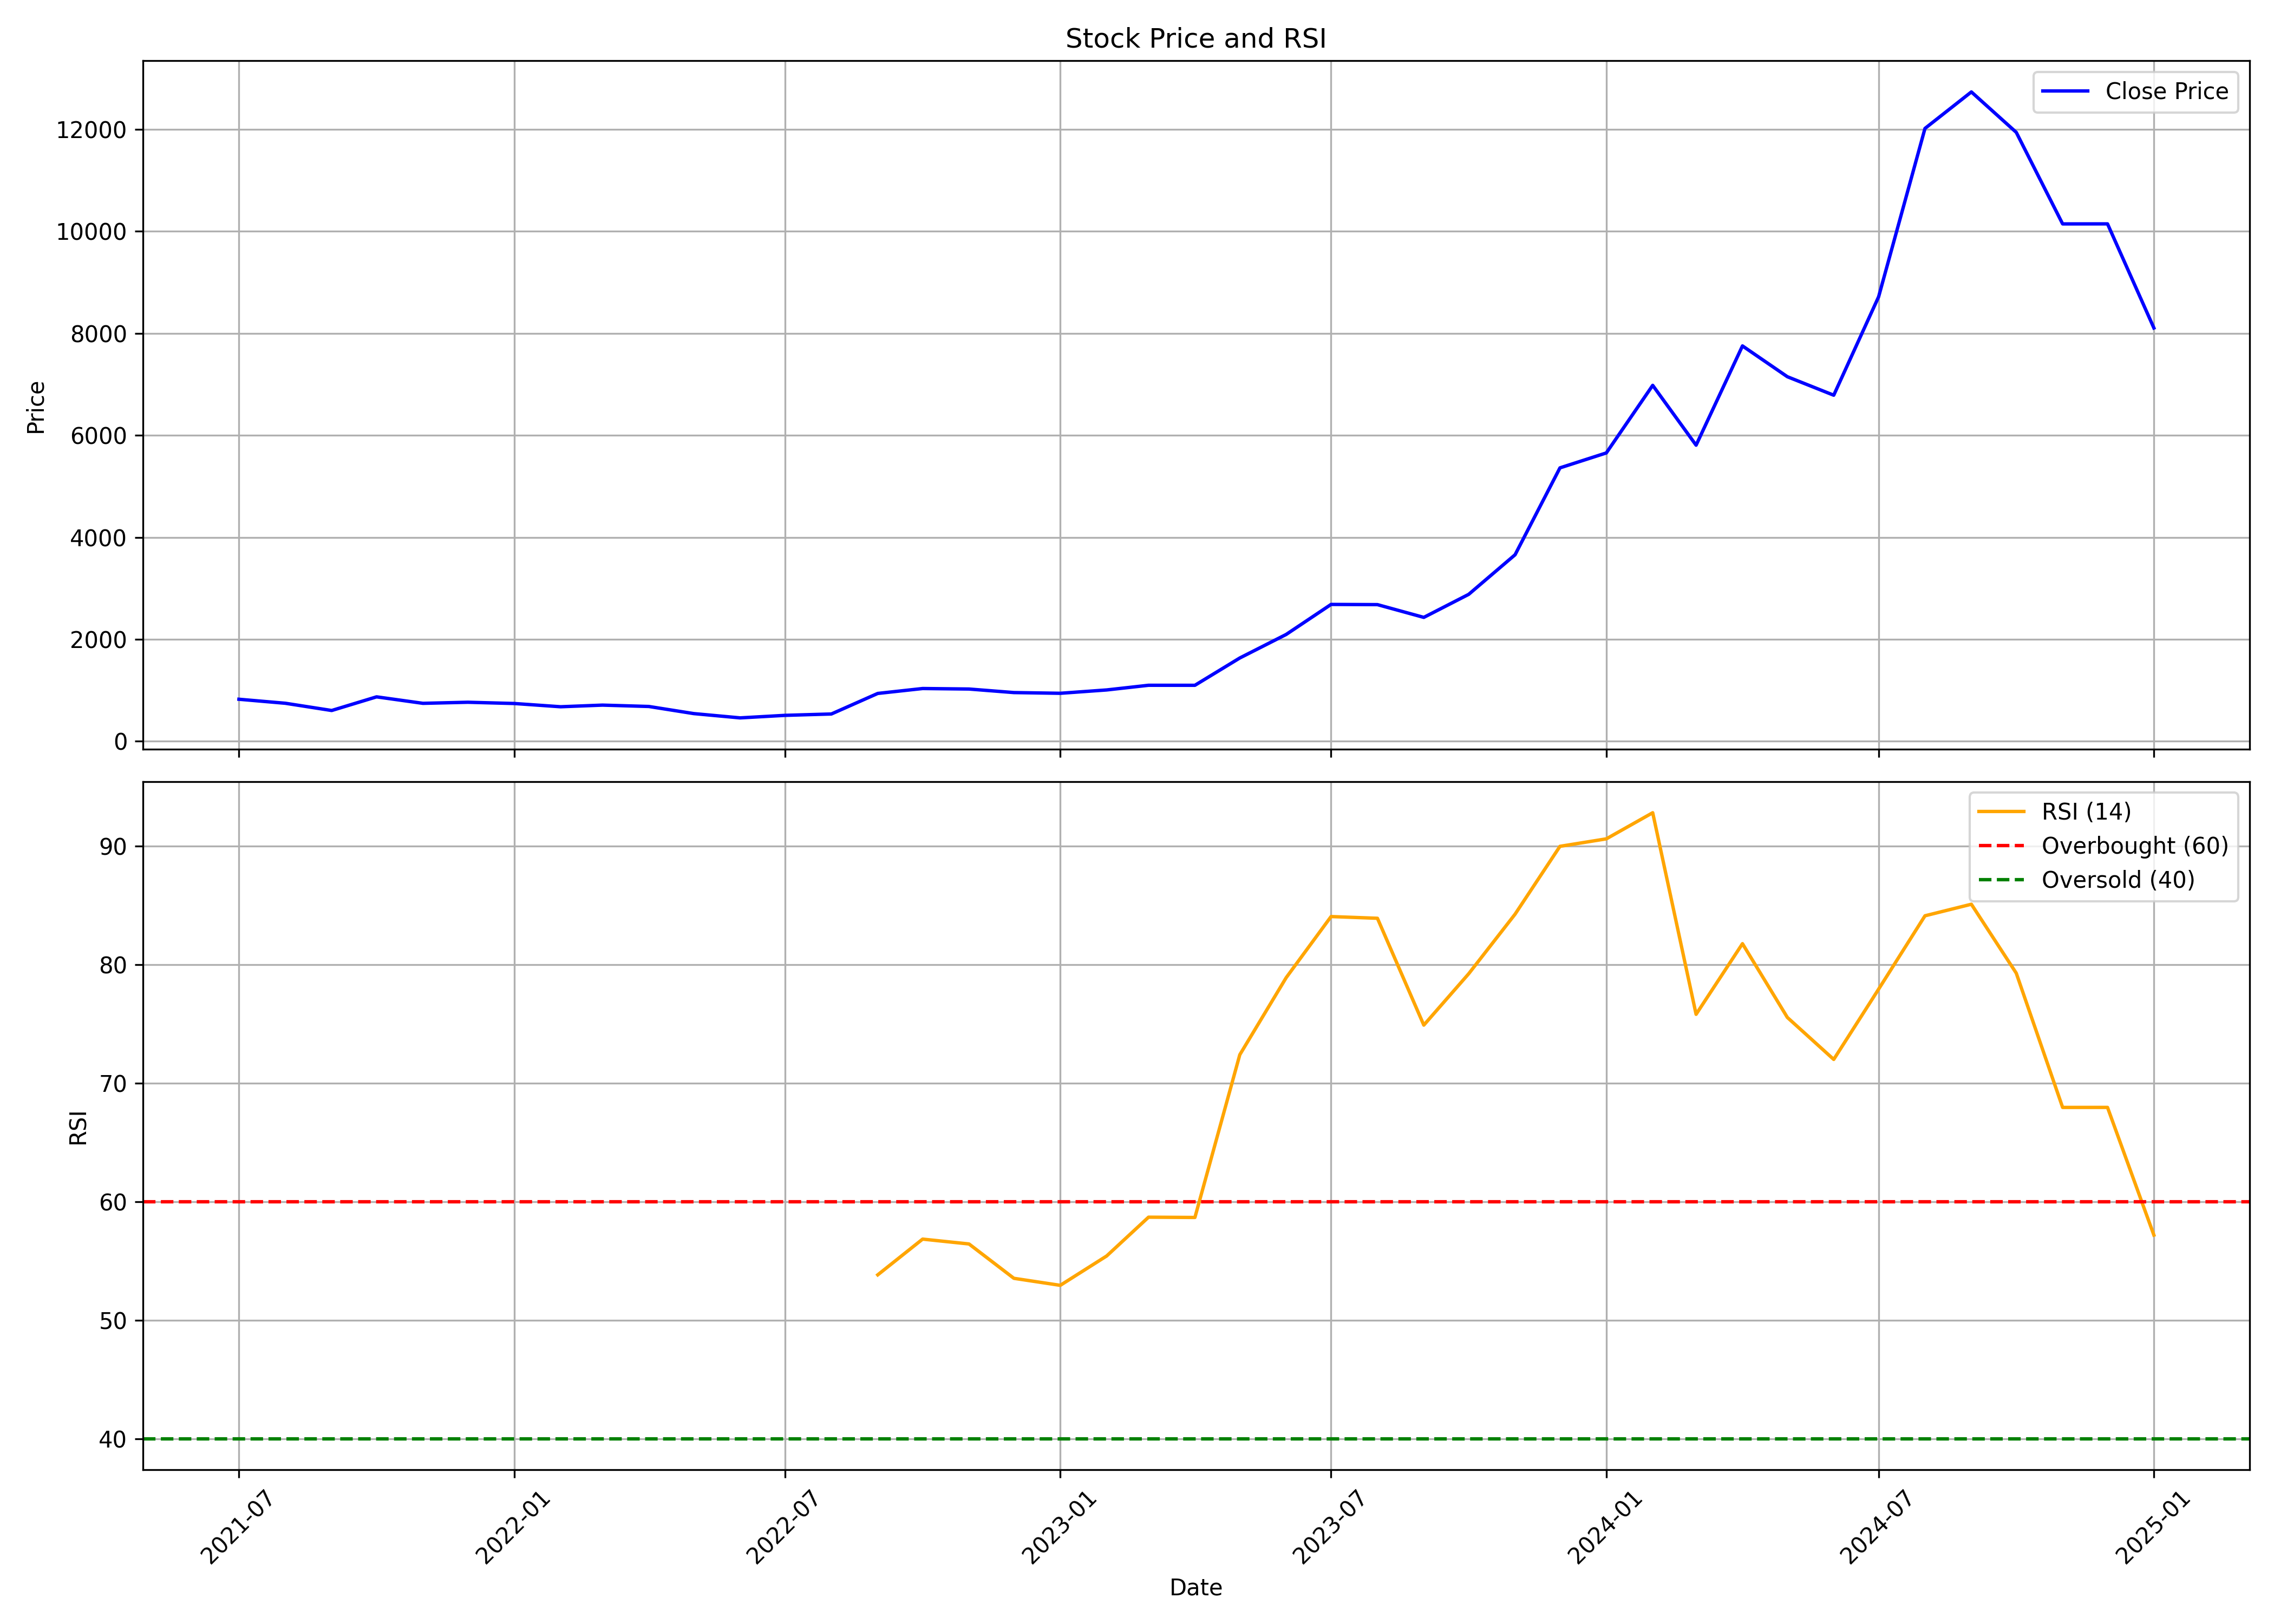 Stock Price and RSI
Close Price
12000
10000
8000
6000
4000
2000
0
Price
RSI (14)
Overbought (60)
Oversold (40)
90
80
70
60
50
40
RSI
2021-07
2022-01
2022-07
2023-01
2023-07
2024-01
2024-07
2025-01
Date